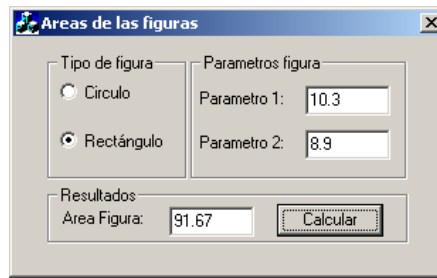 Areas de las figuras
Tipo de figura
Circulo
Rectángulo
Parametros figura
Parametro 1: 10.3
Parametro 2: 8.9
Resultados
Area Figura: 91.67
Calcular